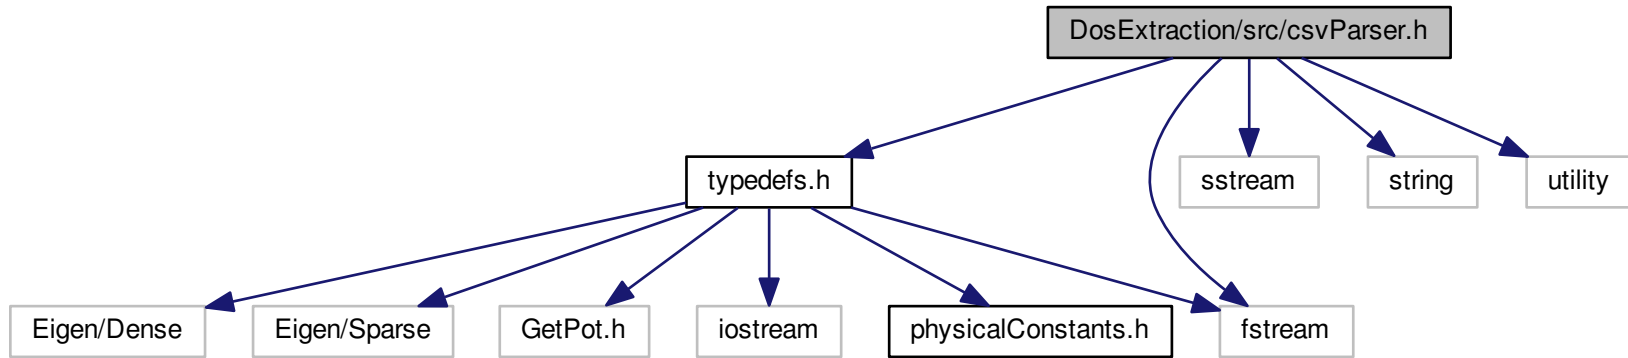 DosExtraction/src/csvParser.h
typedefs.h
sstream
string
utility
Eigen/Dense
Eigen/Sparse
GetPot.h
iostream
physicalConstants.h
fstream